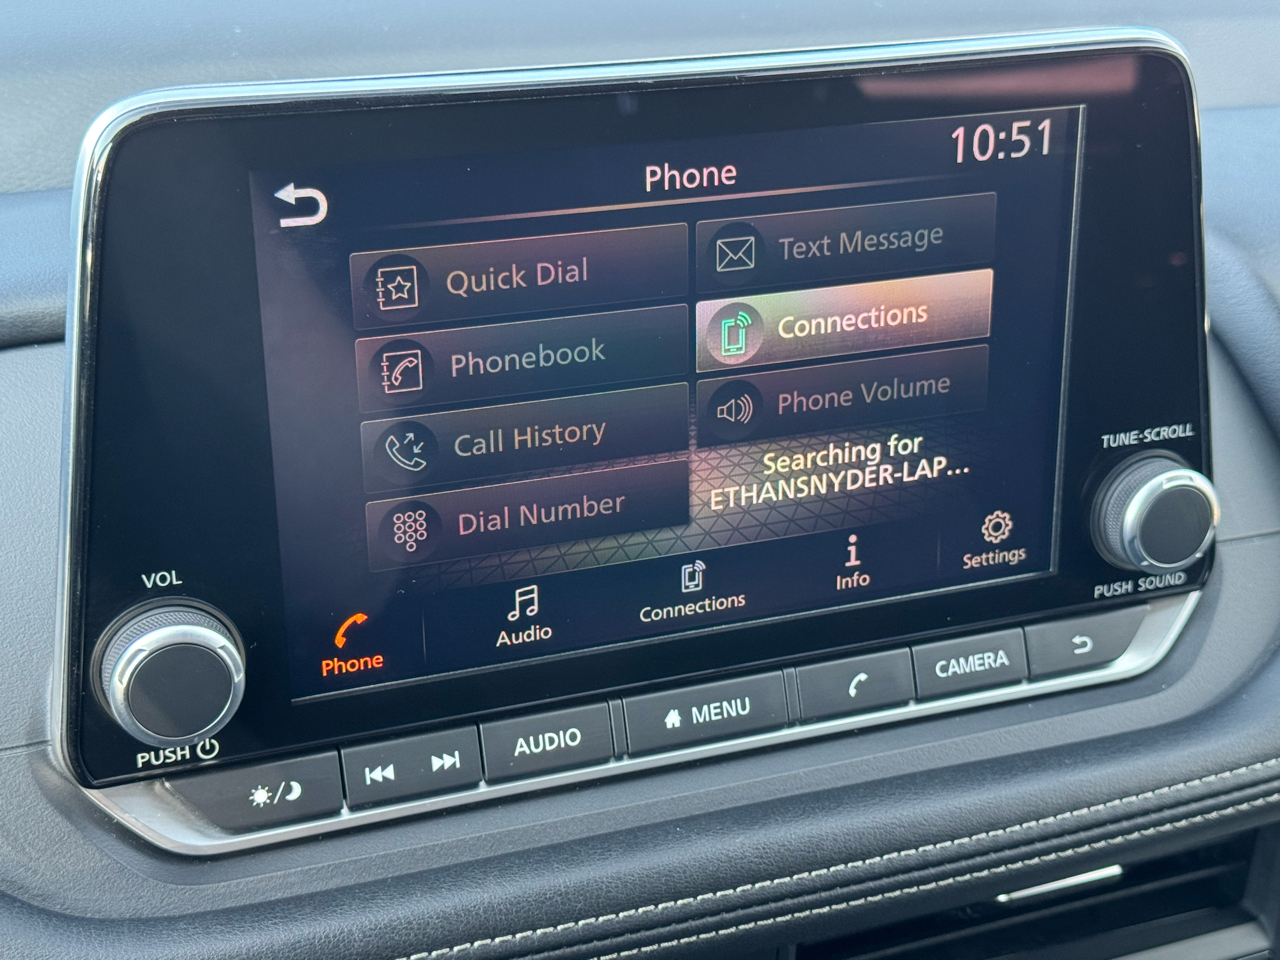 10:51
Phone
Quick Dial
Text Message
Phonebook
Connections
Call History
Phone Volume
Dial Number
Searching for
ETHANSNYDER-LAP...
Phone
Audio
Connections
Info
Settings
VOL
PUSH
TUNE-SCROLL
PUSH SOUND
AUDIO
MENU
CAMERA